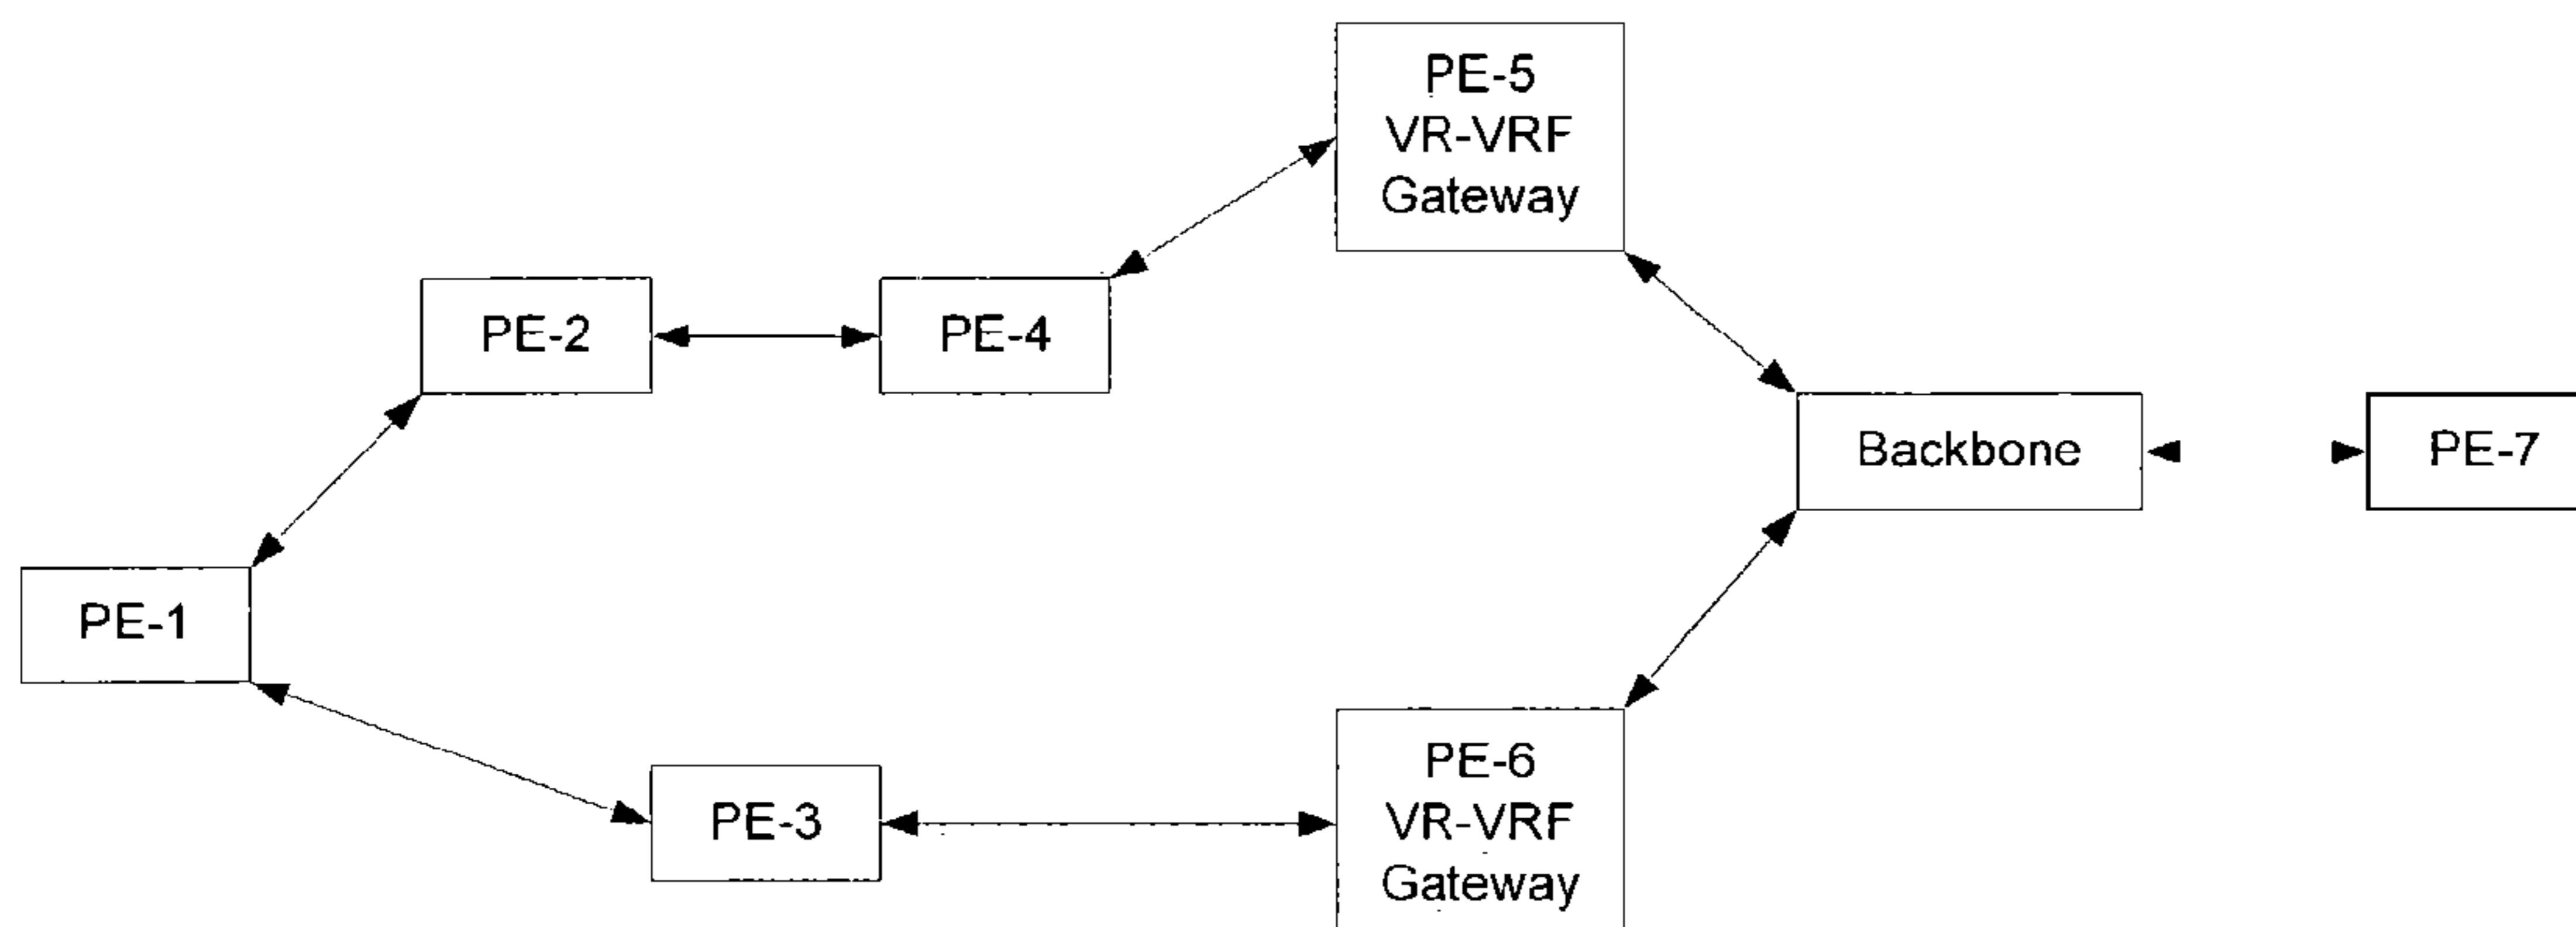 PE-5
VR-VRF
Gateway
PE-2
PE-4
Backbone
PE-7
PE-1
PE-3
PE-6
VR-VRF
Gateway